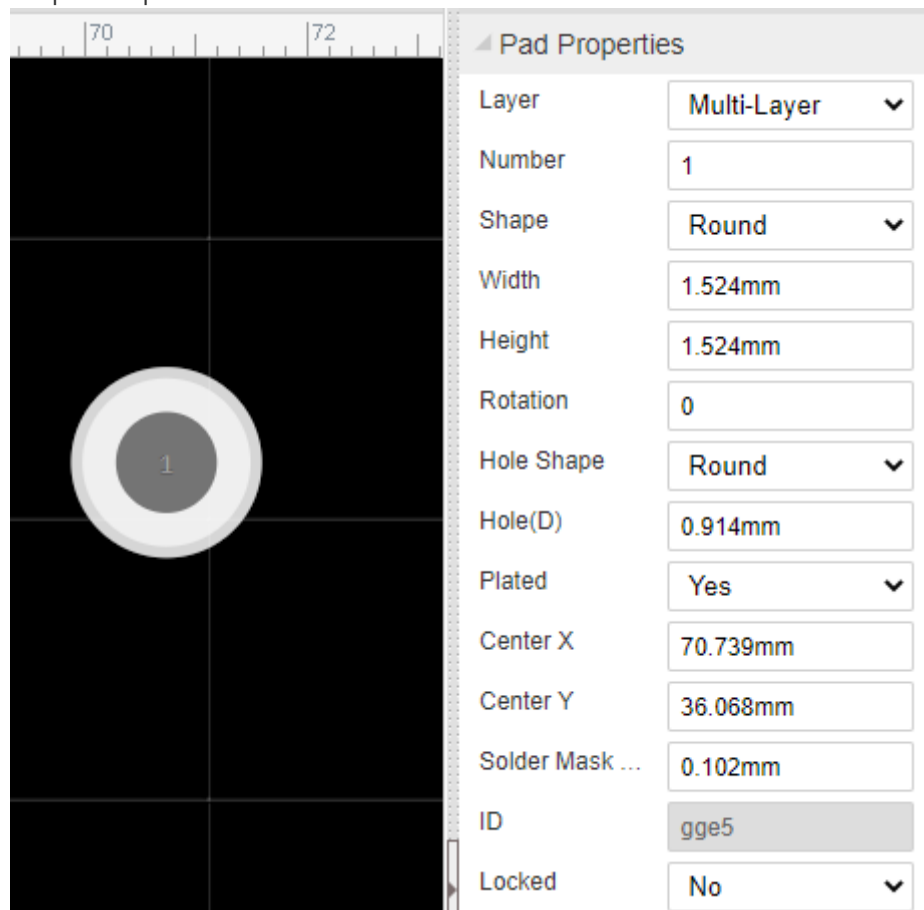 70 72
Pad Properties
Layer Multi-Layer
Number 1
Shape Round
Width 1.524mm
Height 1.524mm
Rotation 0
1
Hole Shape Round
Hole(D) 0.914mm
Plated Yes
Center X 70.739mm
Center Y 36.068mm
Solder Mask ... 0.102mm
ID gge5
Locked No